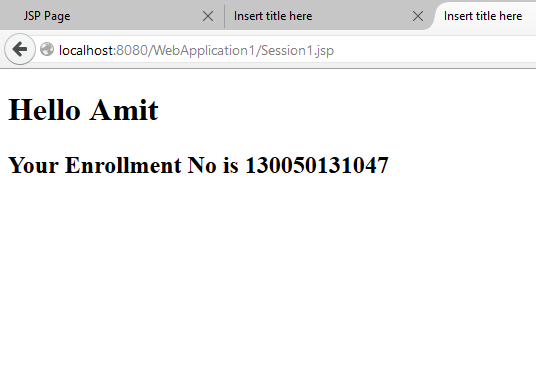 JSP Page
Insert title here
Insert title here
localhost:8080/WebApplication1/Session1.jsp
Hello Amit
Your Enrollment No is 130050131047